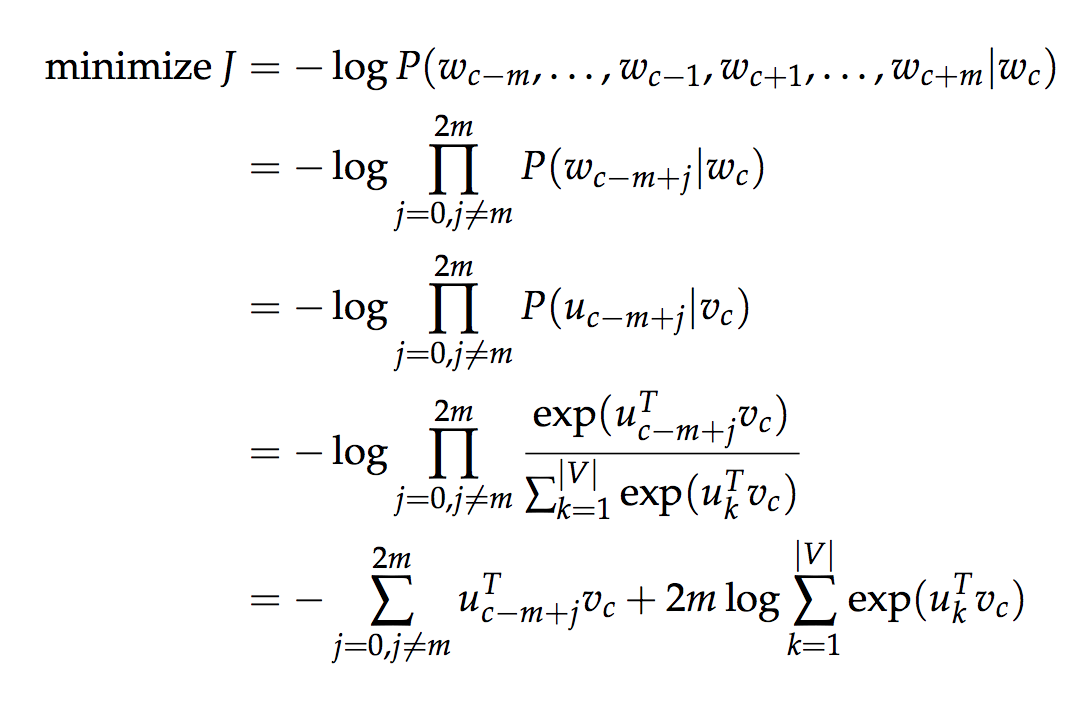 minimize J = − log P(w_{c−m}, . . . , w_{c−1}, w_{c+1}, . . . , w_{c+m}|w_c)
= − log ∏_{j=0,j≠m}^{2m} P(w_{c−m+j}|w_c)
= − log ∏_{j=0,j≠m}^{2m} P(u_{c−m+j}|v_c)
= − log ∏_{j=0,j≠m}^{2m} \frac{exp(u_{c−m+j}^T v_c)}{∑_{k=1}^{|V|} exp(u_k^T v_c)}
= − ∑_{j=0,j≠m}^{2m} u_{c−m+j}^T v_c + 2m log ∑_{k=1}^{|V|} exp(u_k^T v_c)